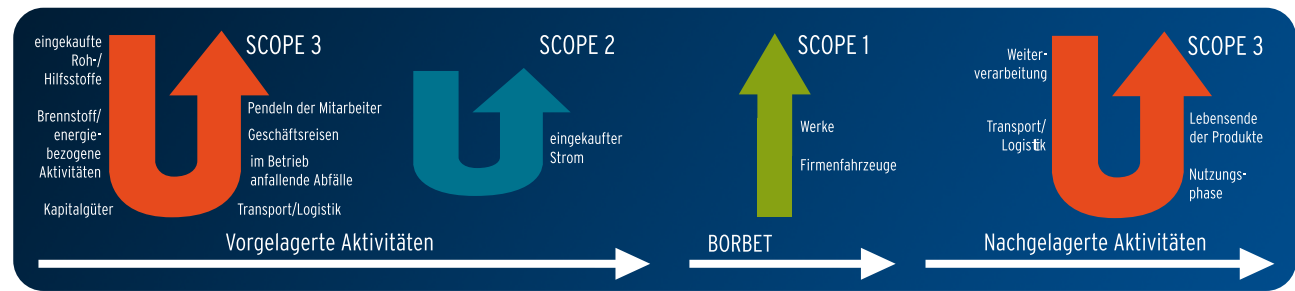 SCOPE 3
eingekaufte
Roh-/
Hilfsstoffe
Brennstoff/
energie-
bezogene
Aktivitäten
Kapitalgüter
Pendeln der Mitarbeiter
Geschäftsreisen
im Betrieb
anfallende Abfälle
Transport/Logistik
SCOPE 2
eingekaufter
Strom
Vorgelagerte Aktivitäten
SCOPE 1
Werke
Firmenfahrzeuge
BORBET
SCOPE 3
Weiter-
verarbeitung
Transport/
Logistik
Lebensende
der Produkte
Nutzungs-
phase
Nachgelagerte Aktivitäten